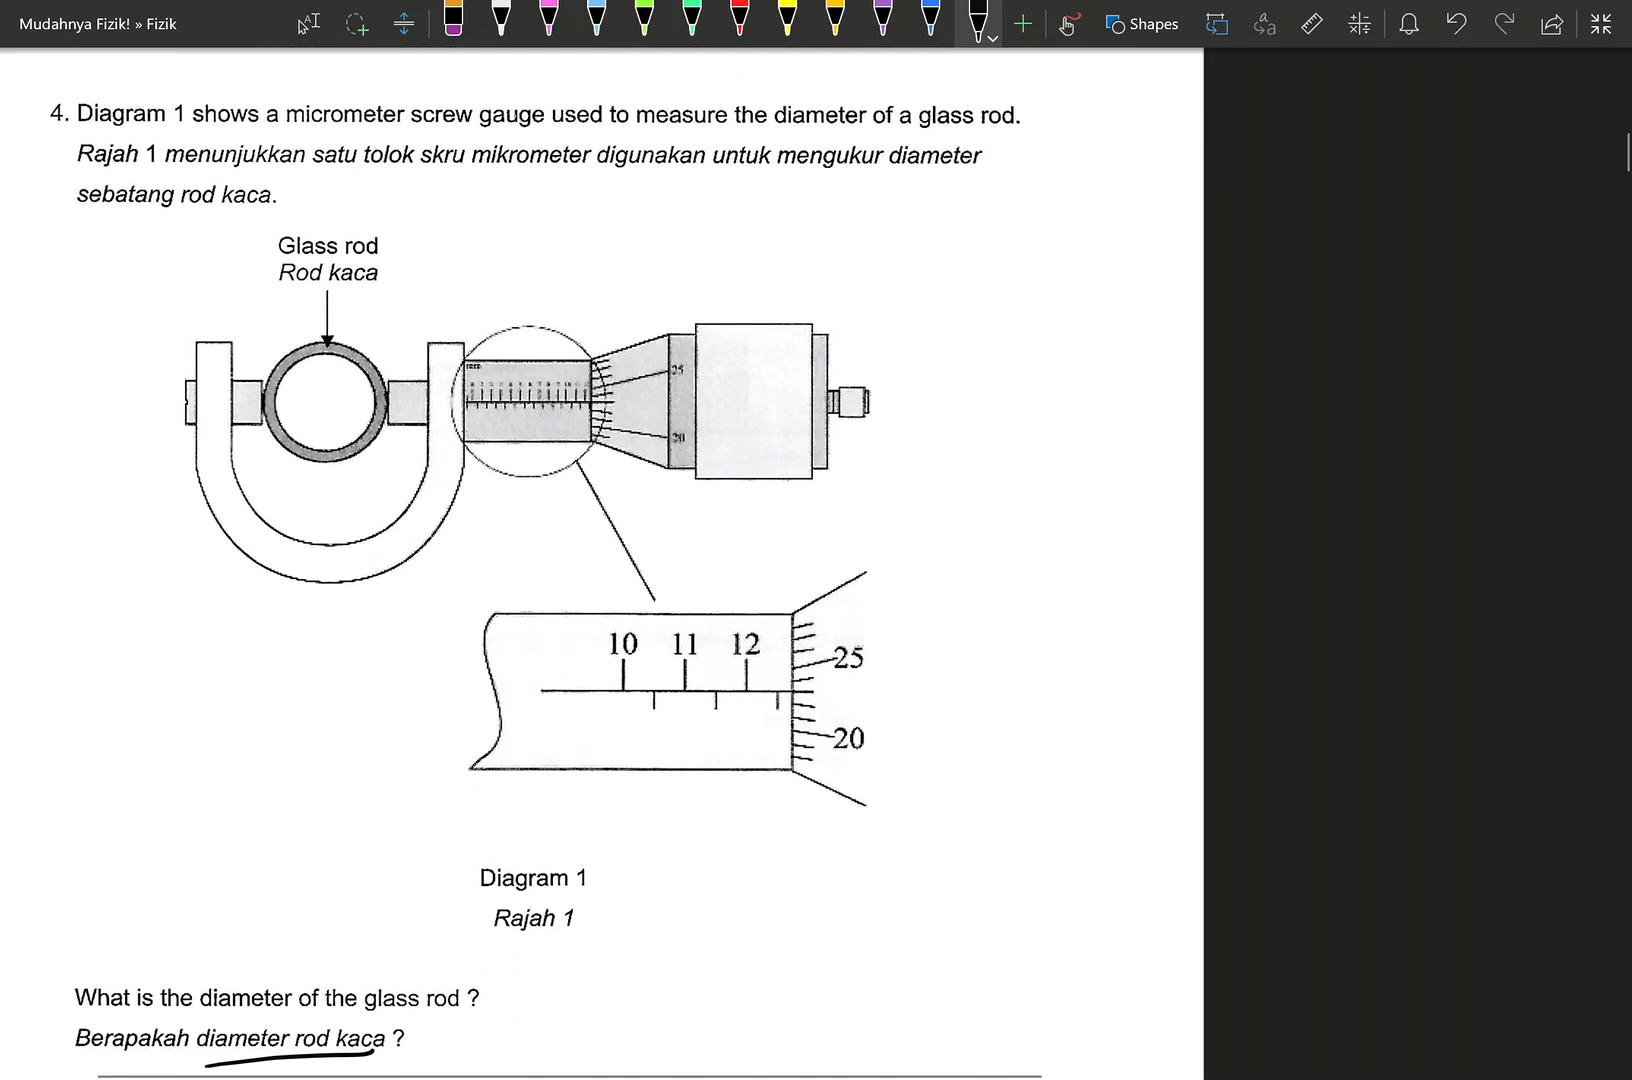 Mudahnya Fizik! » Fizik
Shapes
4. Diagram 1 shows a micrometer screw gauge used to measure the diameter of a glass rod.
Rajah 1 menunjukkan satu tolok skru mikrometer digunakan untuk mengukur diameter
sebatang rod kaca.
Glass rod
Rod kaca
25
20
10 11 12
25
20
Diagram 1
Rajah 1
What is the diameter of the glass rod ?
Berapakah diameter rod kaca ?